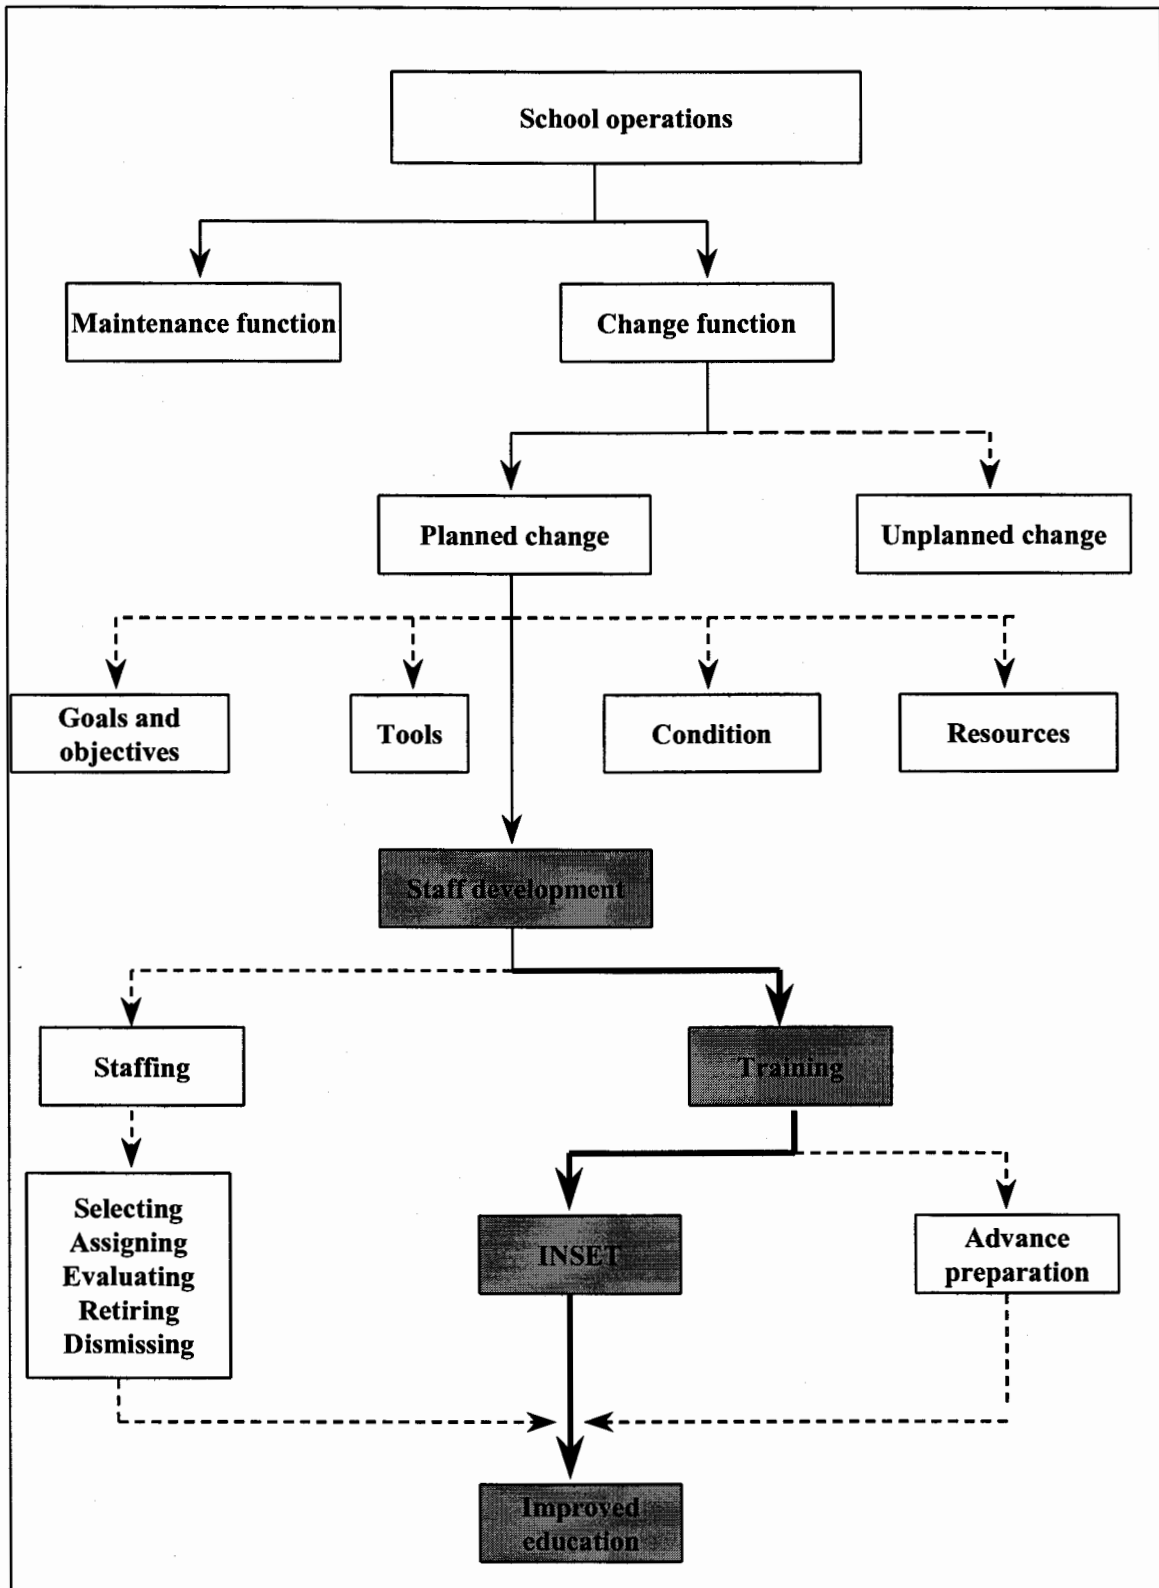 School operations
Maintenance function
Change function
Planned change
Unplanned change
Goals and
objectives
Tools
Condition
Resources
Staff development
Staffing
Training
Selecting
Assigning
Evaluating
Retiring
Dismissing
INSET
Advance
preparation
Improved
education